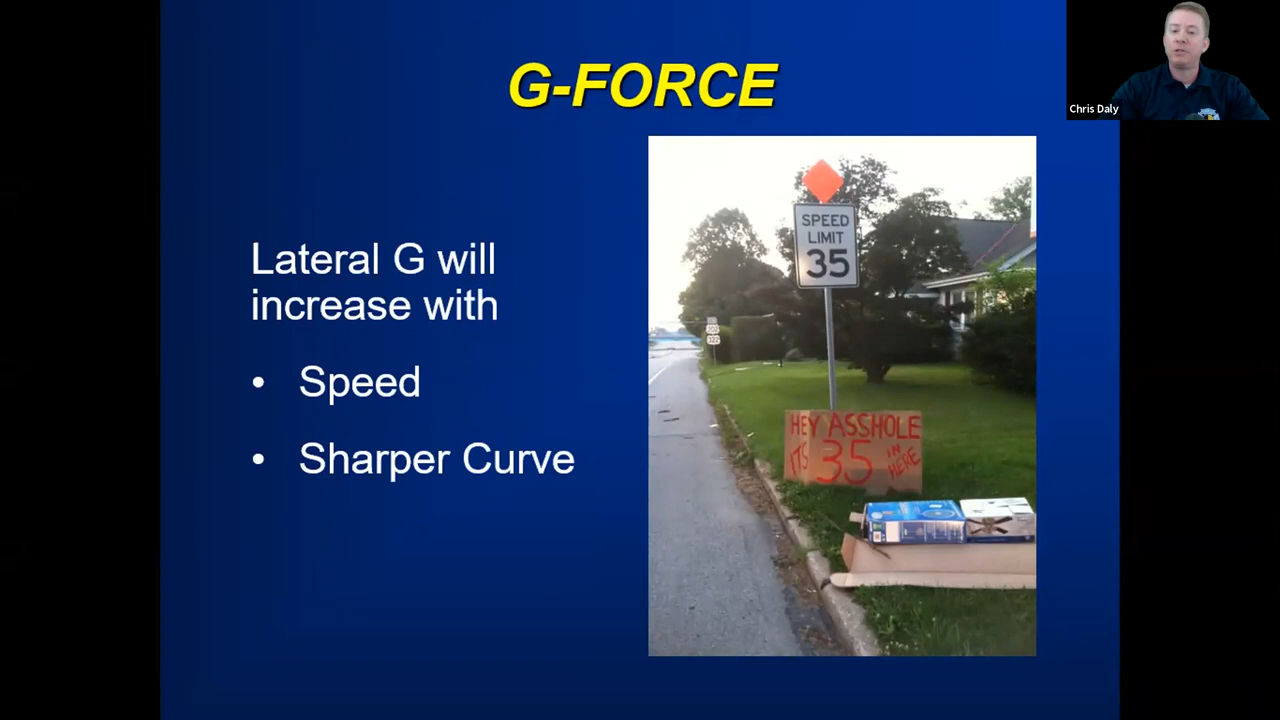 G-FORCE
Chris Daly
Lateral G will
increase with
• Speed
• Sharper Curve
SPEED
LIMIT
35
HEY ASSHOLE
ITS 35 IN
HERE